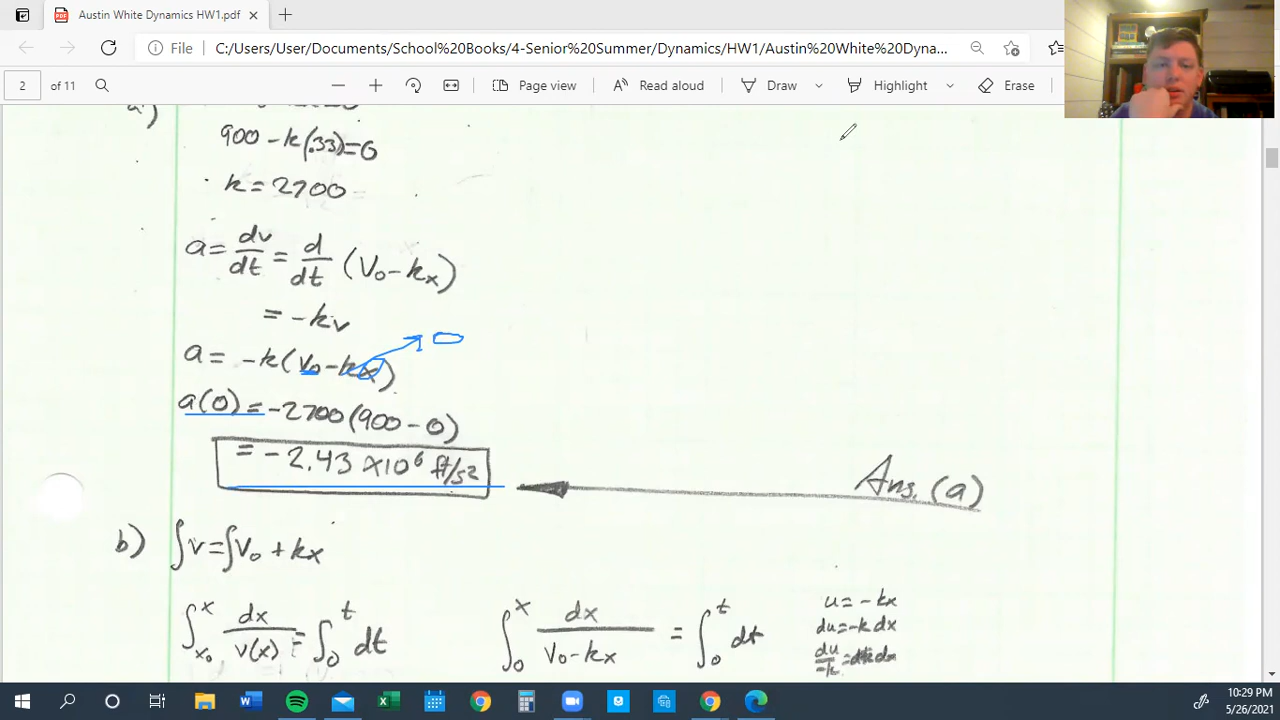 Austin White Dynamics HW1.pdf
File C:/Users/User/Documents/School%20Books/4-Senior%20Summer/Dynamics/HW1/Austin%20White%20Dyna...
2 of 11 Page view Read aloud Draw Highlight Erase
a)
900 - k(.33)=0
k = 2700
a = dv/dt = d/dt (V₀ - kx)
= -kv
a = -k(v₀ - kx) 0
a(0) = -2700(900 - 0)
= -2.43 ×10⁶ ft/s²
Ans. (a)
b) ∫v=∫V₀ + kx
∫ₓ₀ˣ dx/v(x) = ∫₀ᵗ dt ∫₀ˣ dx/(V₀-kx) = ∫₀ᵗ dt
u = -kx
du = -k dx
du/-k =
10:29 PM
5/26/2021